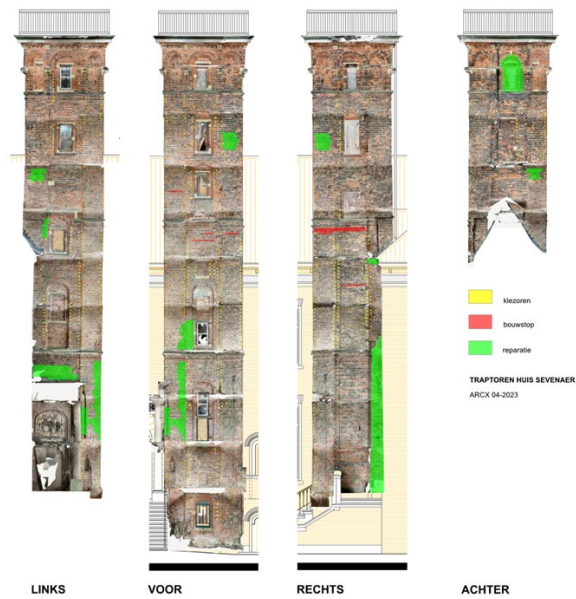 klezoren
bouwstop
reparatie
TRAPTOREN HUIS SEVENAER
ARCX 04-2023
LINKS
VOOR
RECHTS
ACHTER